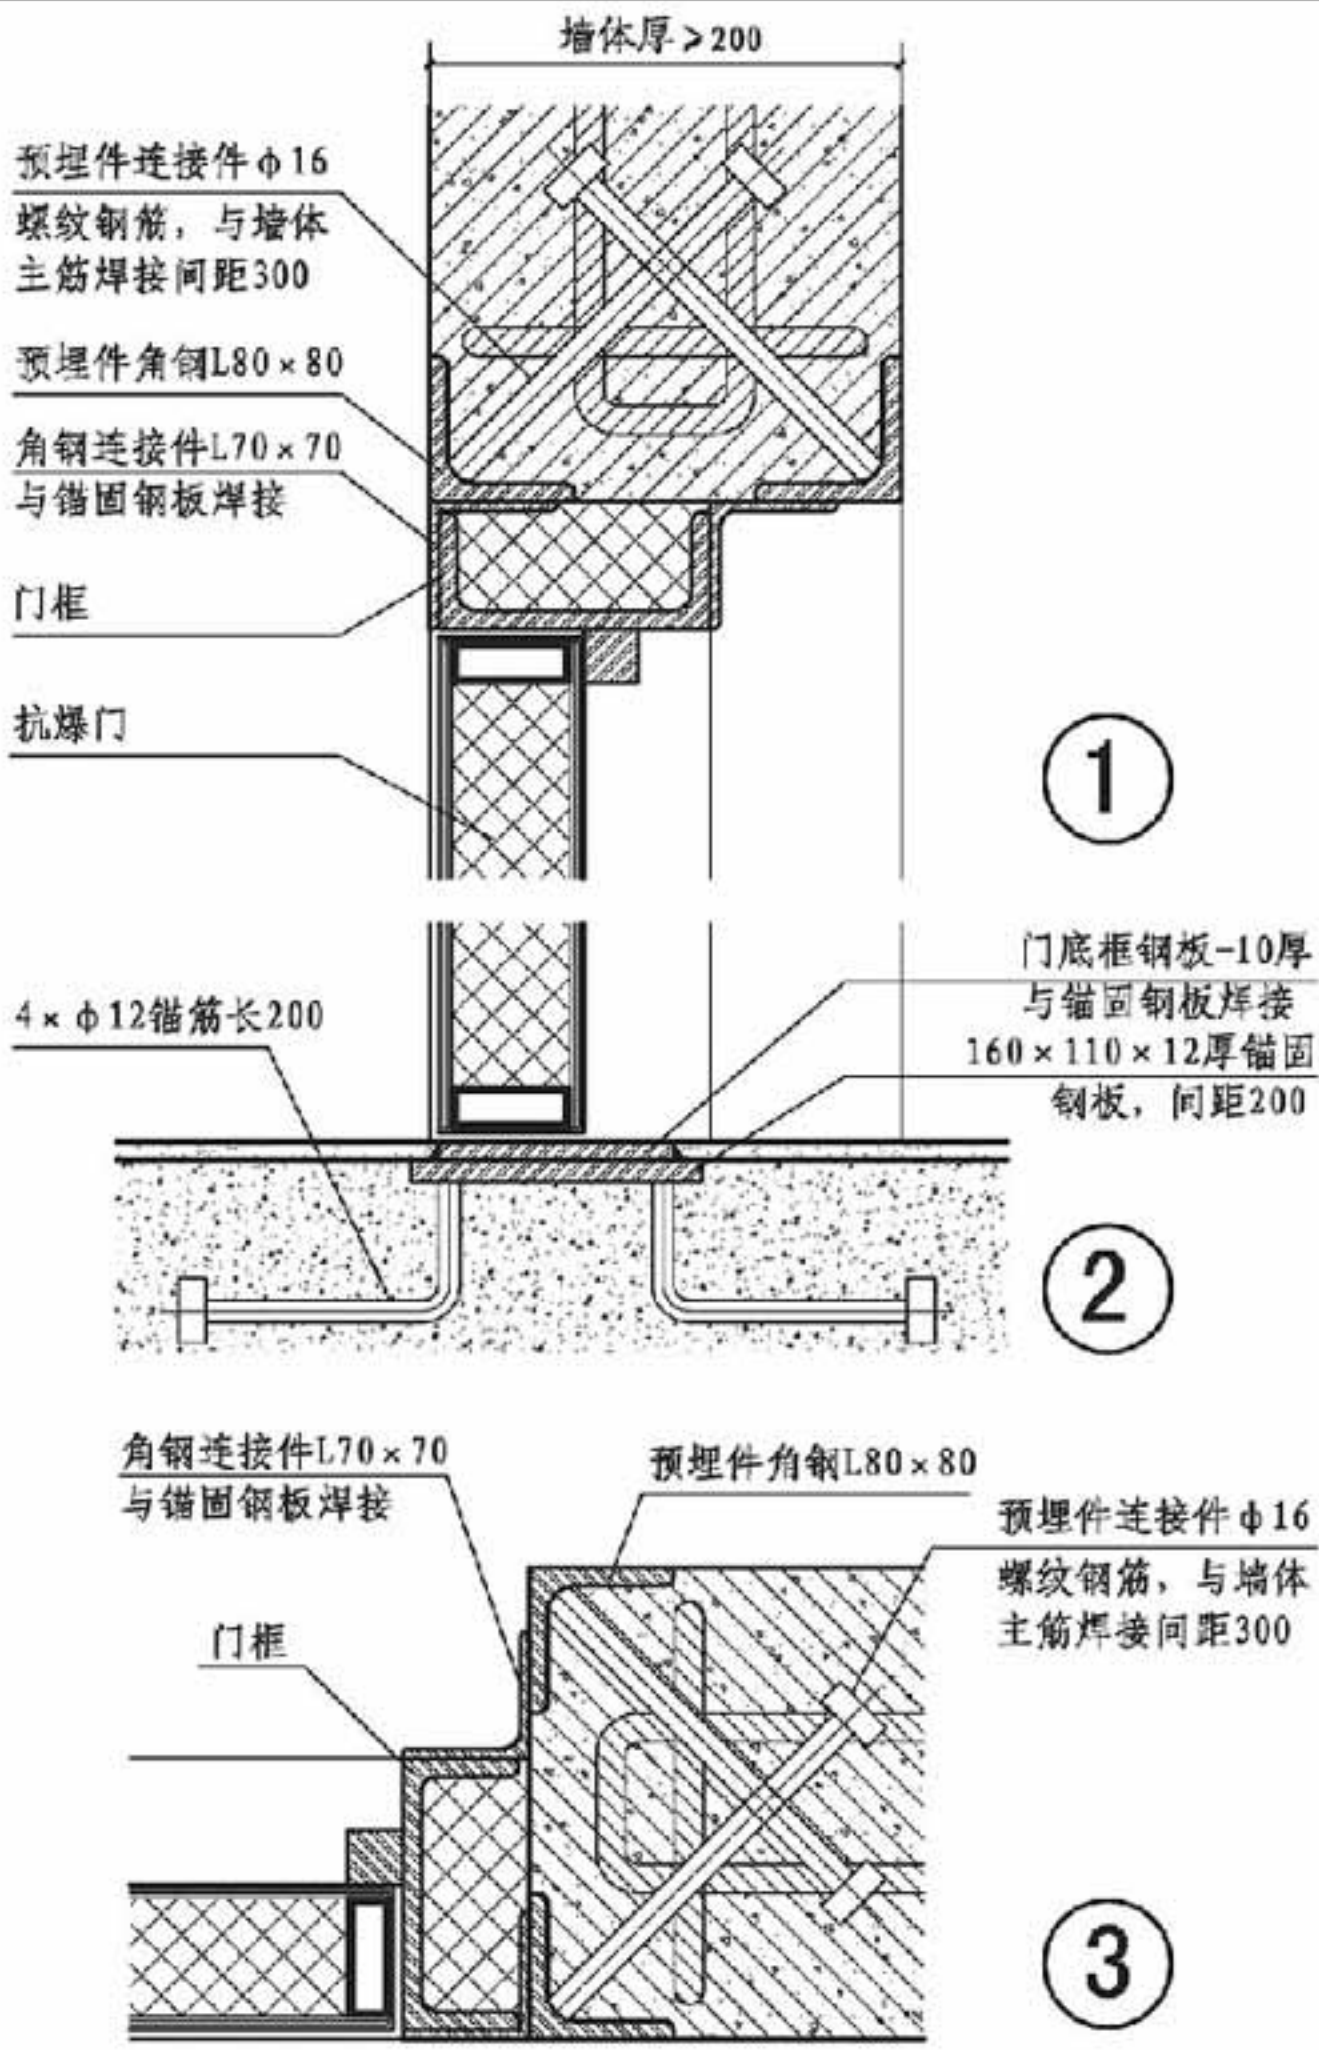 墙体厚＞200
预埋件连接件ф16
螺纹钢筋，与墙体
主筋焊接间距300
预埋件角钢L80×80
角钢连接件L70×70
与锚固钢板焊接
门框
抗爆门
①
门底框钢板-10厚
与锚固钢板焊接
4×ф12锚筋长200
160×110×12厚锚固
钢板，间距200
②
角钢连接件L70×70
与锚固钢板焊接
预埋件角钢L80×80
预埋件连接件ф16
螺纹钢筋，与墙体
主筋焊接间距300
门框
③